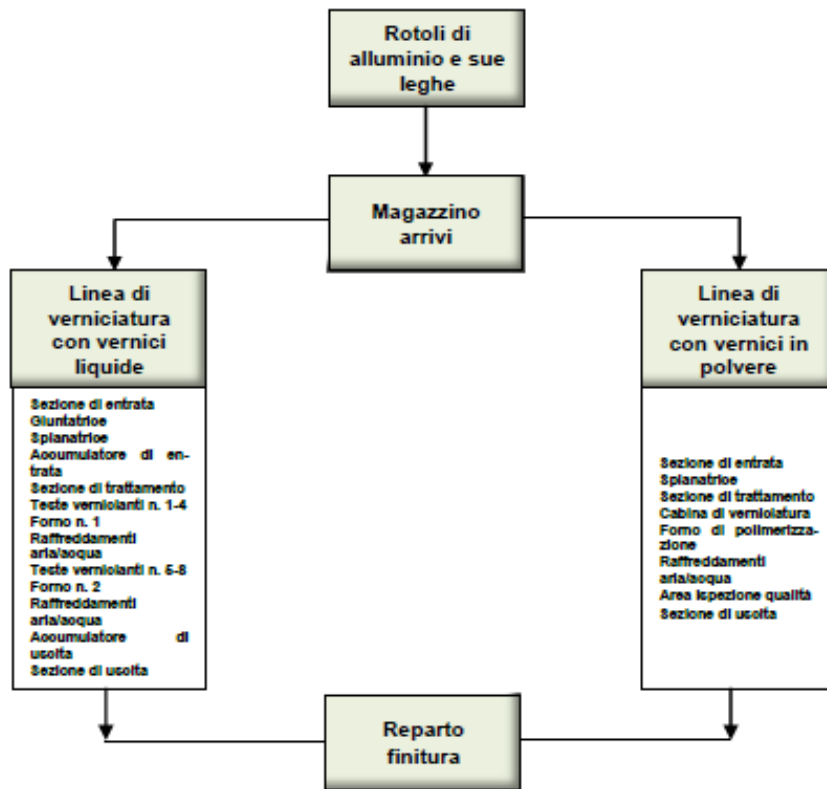 Rotoli di
alluminio e sue
leghe
Magazzino
arrivi
Linea di
verniciatura
con vernici
liquide
Sezione di entrata
Giuntatrice
Spianatrice
Accumulatore di en-
trata
Sezione di trattamento
Teste vernicianti n. 1-4
Forno n. 1
Raffreddamenti
aria/acqua
Teste vernicianti n. 5-8
Forno n. 2
Raffreddamenti
aria/acqua
Accumulatore di
uscita
Sezione di uscita
Linea di
verniciatura
con vernici in
polvere
Sezione di entrata
Spianatrice
Sezione di trattamento
Cabina di verniciatura
Forno di polimerizza-
zione
Raffreddamenti
aria/acqua
Area ispezione qualità
Sezione di uscita
Reparto
finitura